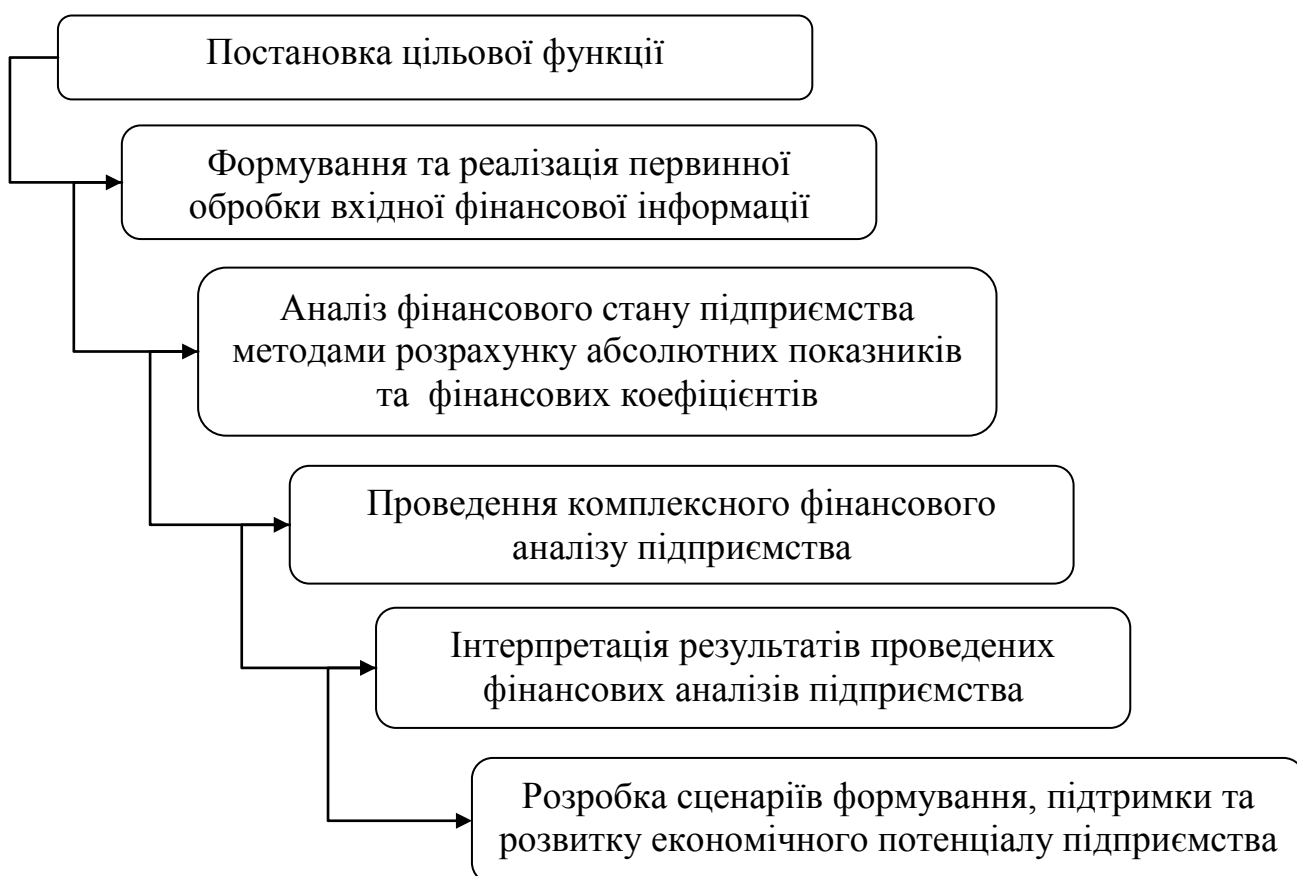 Постановка цільової функції
Формування та реалізація первинної
обробки вхідної фінансової інформації
Аналіз фінансового стану підприємства
методами розрахунку абсолютних показників
та фінансових коефіцієнтів
Проведення комплексного фінансового
аналізу підприємства
Інтерпретація результатів проведених
фінансових аналізів підприємства
Розробка сценаріїв формування, підтримки та
розвитку економічного потенціалу підприємства